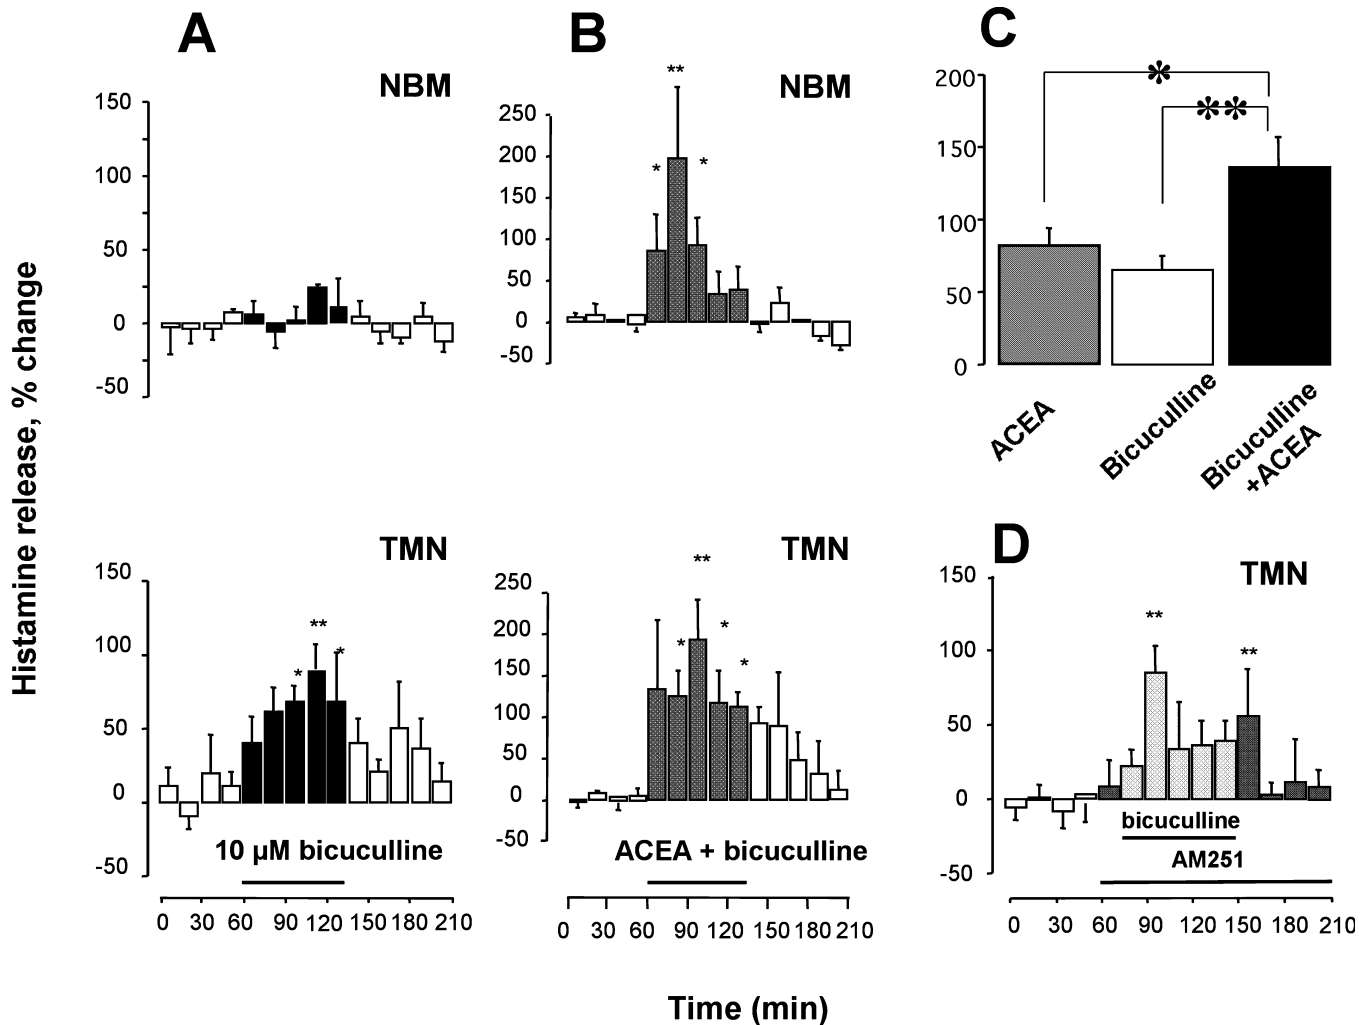 A
B
C
NBM
NBM
150
100
50
0
-50
250
200
150
100
50
0
-50
**
*
*
200
150
100
50
0
*
**
ACEA
Bicuculline
Bicuculline
+ACEA
Histamine release, % change
TMN
150
100
50
0
-50
*
**
*
10 µM bicuculline
0 30 60 90 120 150 180 210
TMN
250
200
150
100
50
0
-50
*
**
*
*
ACEA + bicuculline
0 30 60 90 120 150 180 210
D
TMN
150
100
50
0
-50
**
**
bicuculline
AM251
0 30 60 90 120 150 180 210
Time (min)